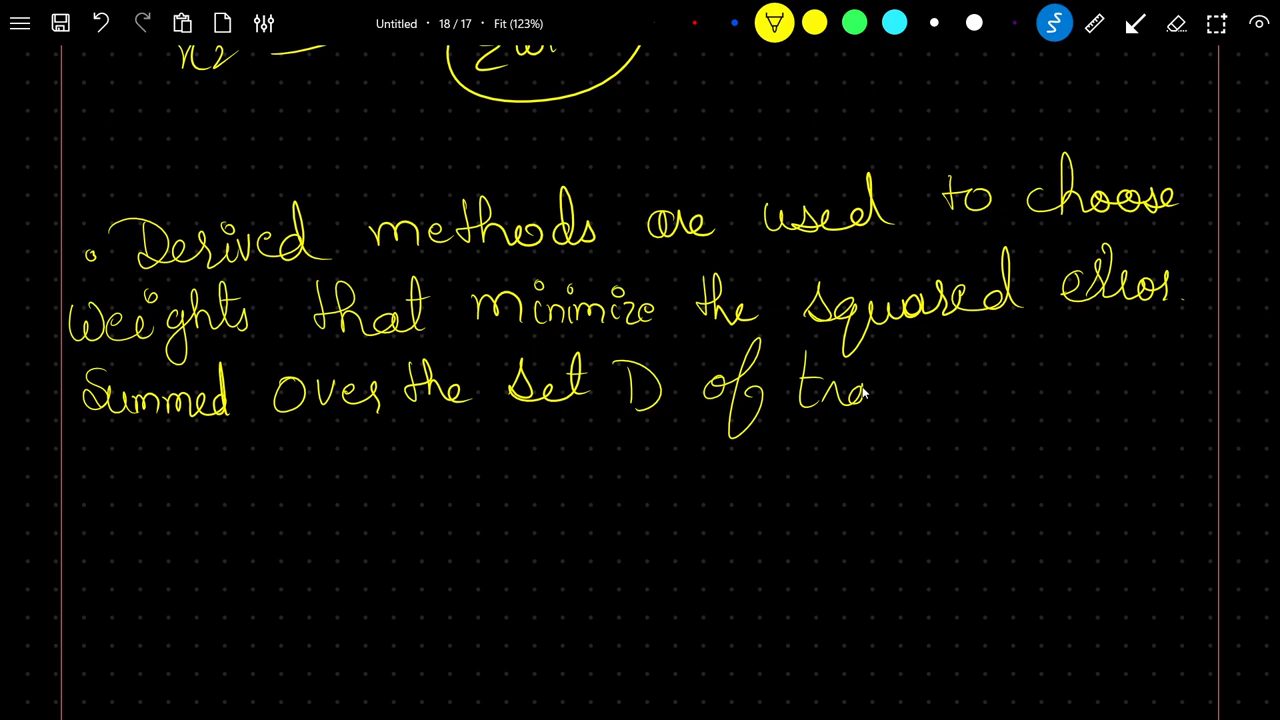 Untitled • 18 / 17 • Fit (123%)
Σwi
. Derived methods are used to choose
weights that minimize the squared error.
Summed over the set D of tra